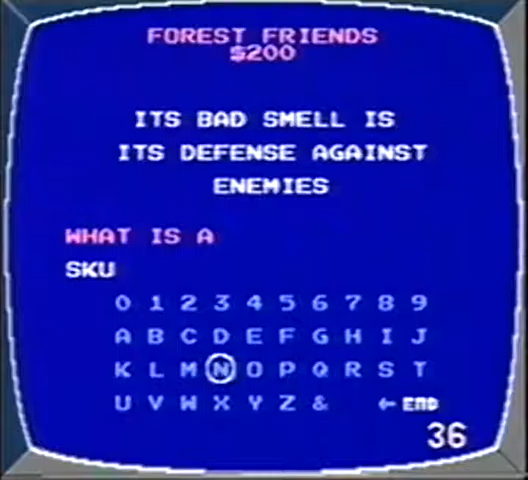 FOREST FRIENDS
$200
ITS BAD SMELL IS
ITS DEFENSE AGAINST
ENEMIES
WHAT IS A
SKU
0 1 2 3 4 5 6 7 8 9
A B C D E F G H I J
K L M N O P Q R S T
U V W X Y Z & ← END
36